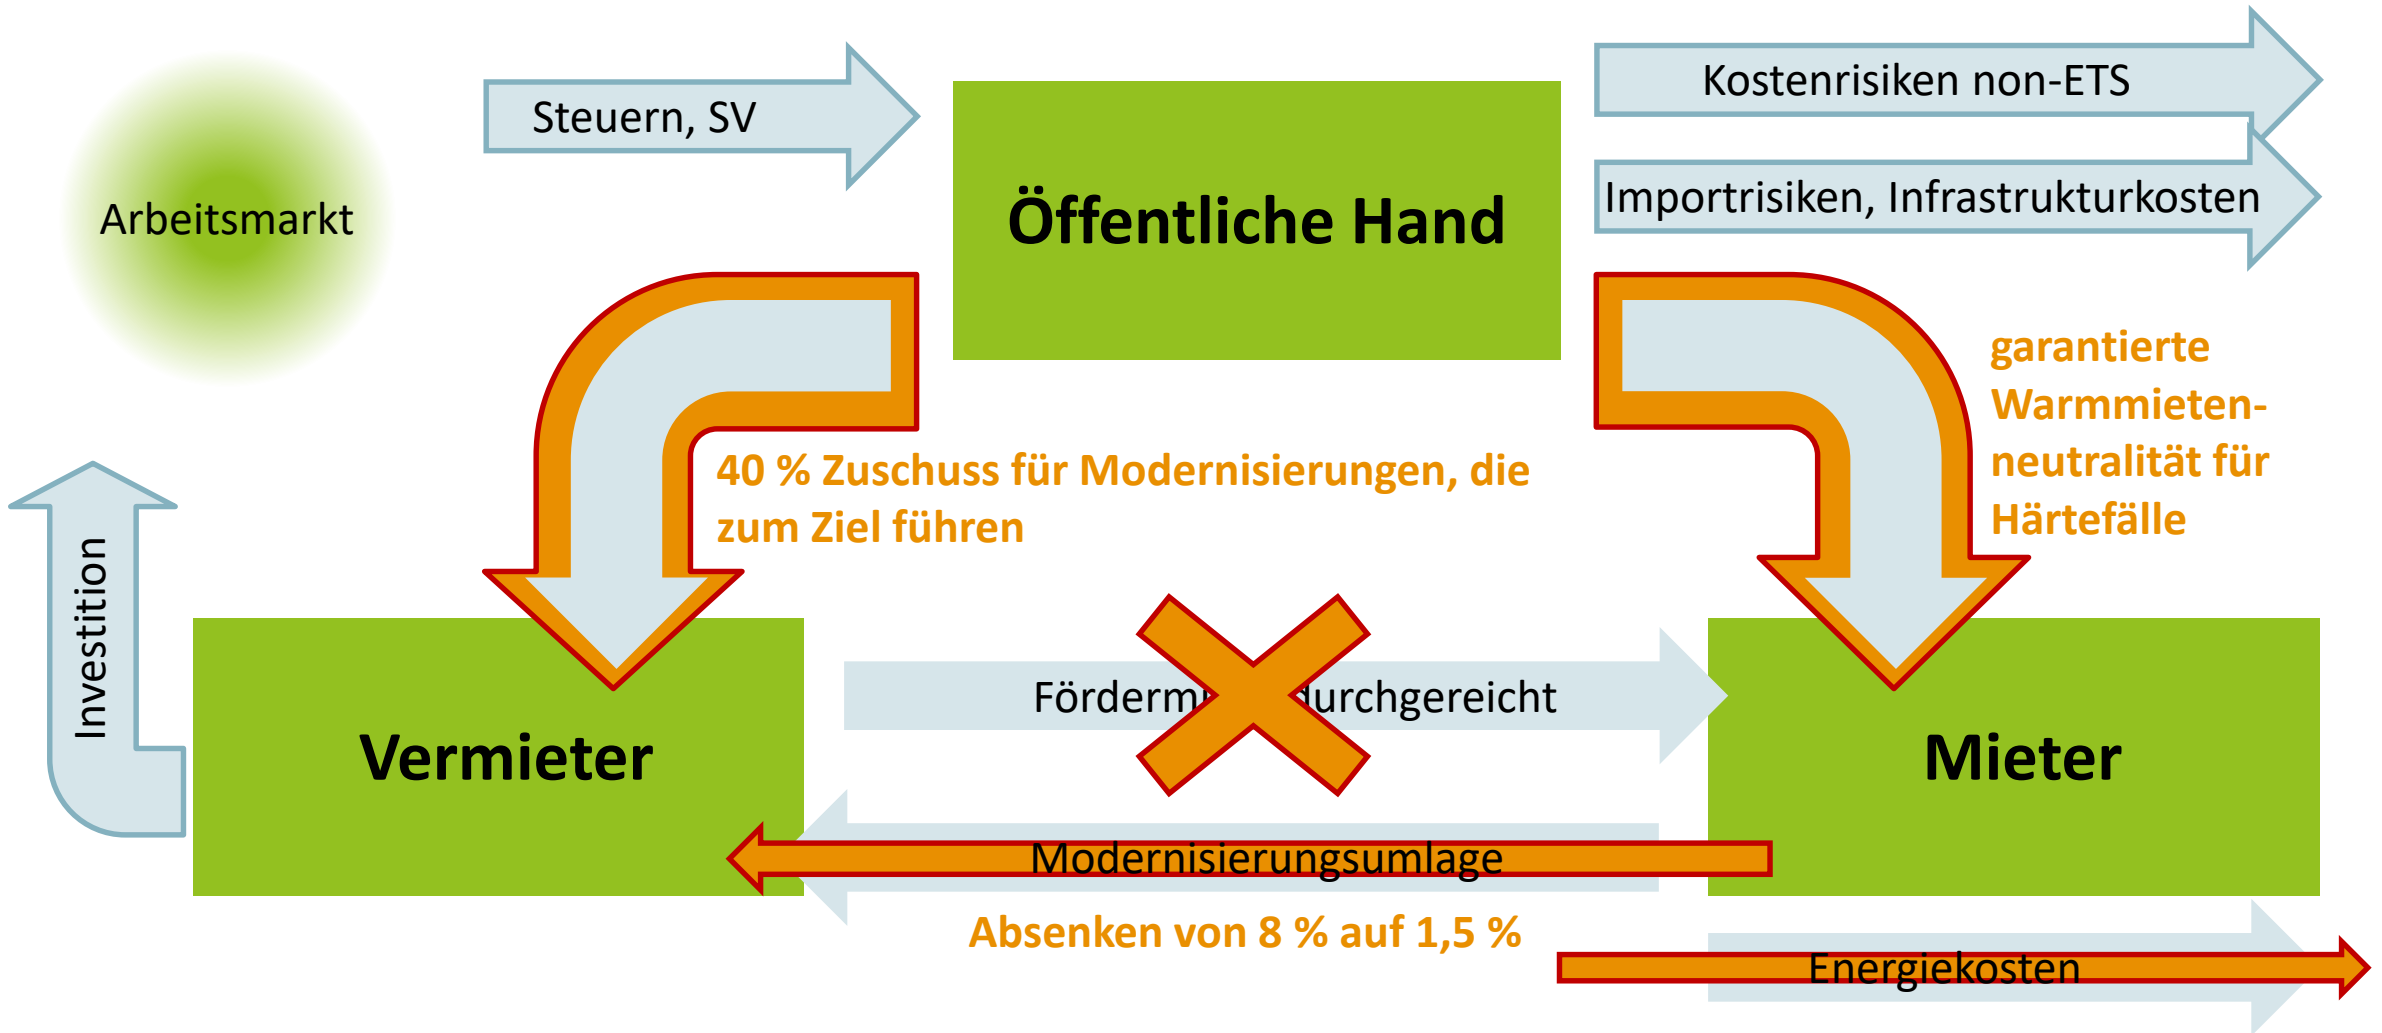 Kostenrisiken non-ETS
Steuern, SV
Importrisiken, Infrastrukturkosten
Öffentliche Hand
Arbeitsmarkt
garantierte
Warmmieten-
neutralität für
Härtefälle
40 % Zuschuss für Modernisierungen, die
zum Ziel führen
Investition
durchgereicht
Vermieter
Mieter
Modernisierungsumlage
Absenken von 8 % auf 1,5 %
Energiekosten